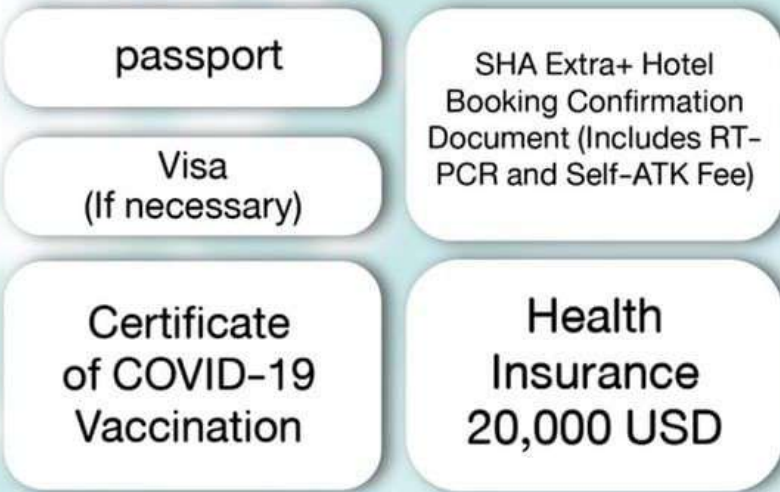 passport
Visa
(If necessary)
Certificate
of COVID-19
Vaccination
SHA Extra+ Hotel
Booking Confirmation
Document (Includes RT-
PCR and Self-ATK Fee)
Health
Insurance
20,000 USD